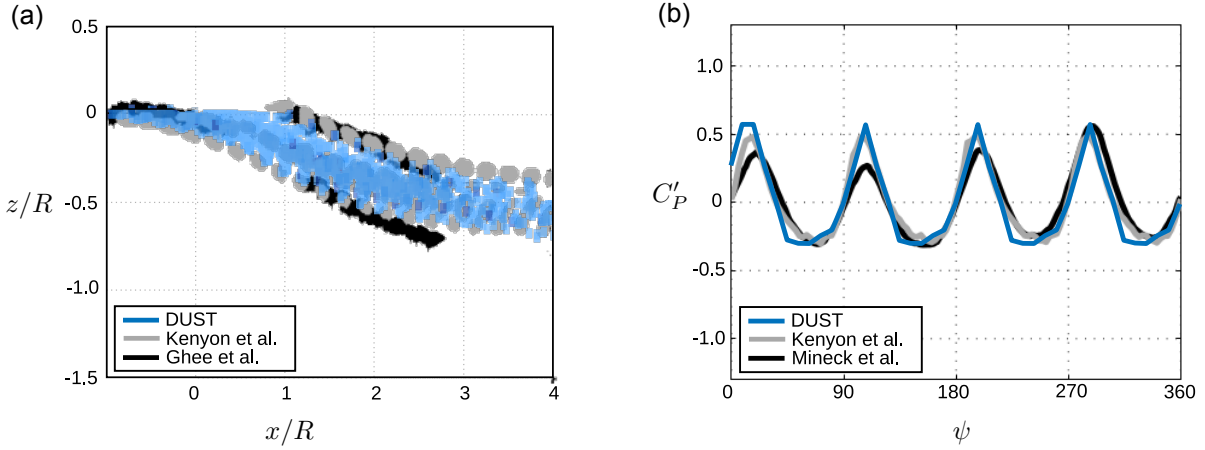 (a)
0.5
0
-0.5
-1.0
-1.5
z/R
0 1 2 3 4
x/R
DUST
Kenyon et al.
Ghee et al.
(b)
1.0
0.5
0
-0.5
-1.0
C'_P
0 90 180 270 360
ψ
DUST
Kenyon et al.
Mineck et al.